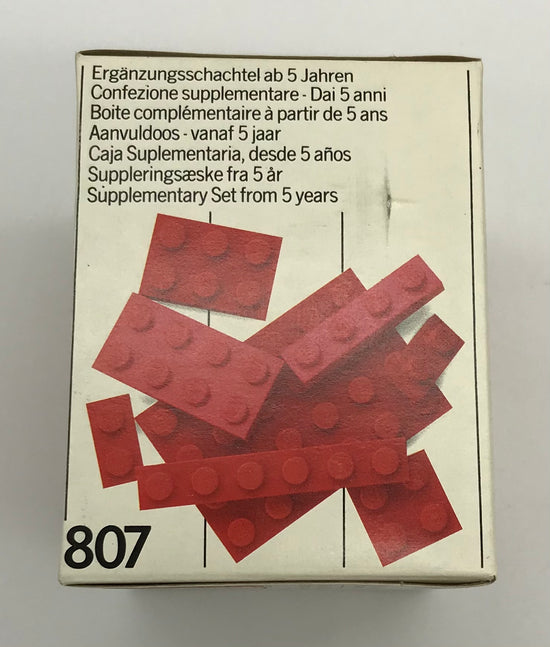 Ergänzungsschachtel ab 5 Jahren
Confezione supplementare - Dai 5 anni
Boite complémentaire à partir de 5 ans
Aanvuldoos - vanaf 5 jaar
Caja Suplementaria, desde 5 años
Suppleringsæske fra 5 år
Supplementary Set from 5 years
807